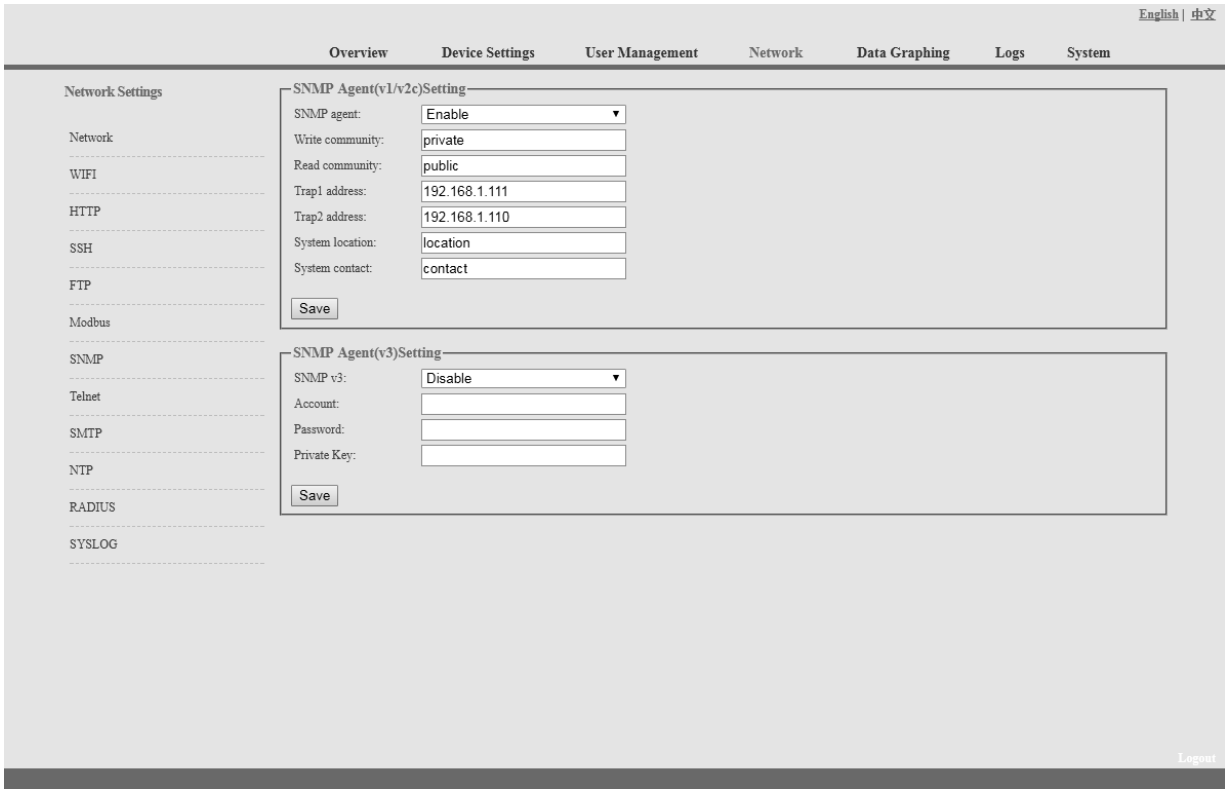 English | 中文
Overview Device Settings User Management Network Data Graphing Logs System
Network Settings
Network
WIFI
HTTP
SSH
FTP
Modbus
SNMP
Telnet
SMTP
NTP
RADIUS
SYSLOG
SNMP Agent(v1/v2c)Setting
SNMP agent: Enable
Write community: private
Read community: public
Trap1 address: 192.168.1.111
Trap2 address: 192.168.1.110
System location: location
System contact: contact
Save
SNMP Agent(v3)Setting
SNMP v3: Disable
Account:
Password:
Private Key:
Save
Logout